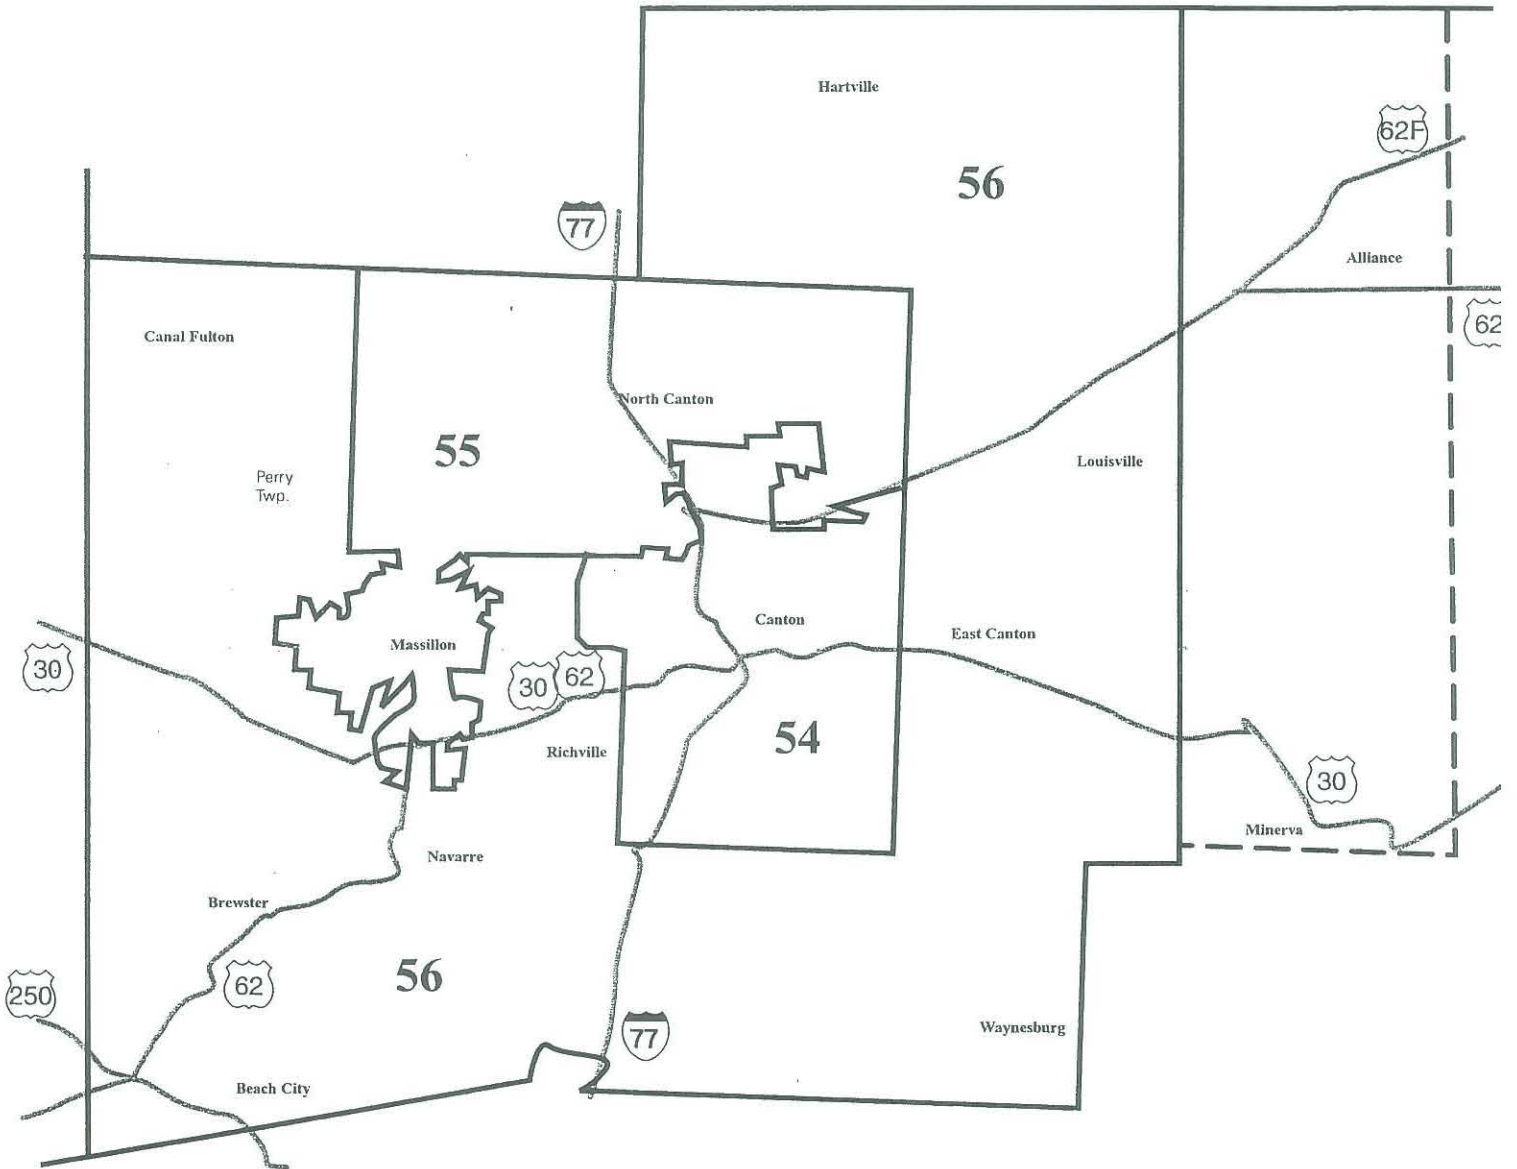 Hartville
62F
56
77
Alliance
62
Canal Fulton
North Canton
55
Louisville
Perry
Twp.
Canton
East Canton
Massillon
30
30
62
54
Richville
30
Minerva
Navarre
Brewster
56
62
250
Waynesburg
77
Beach City